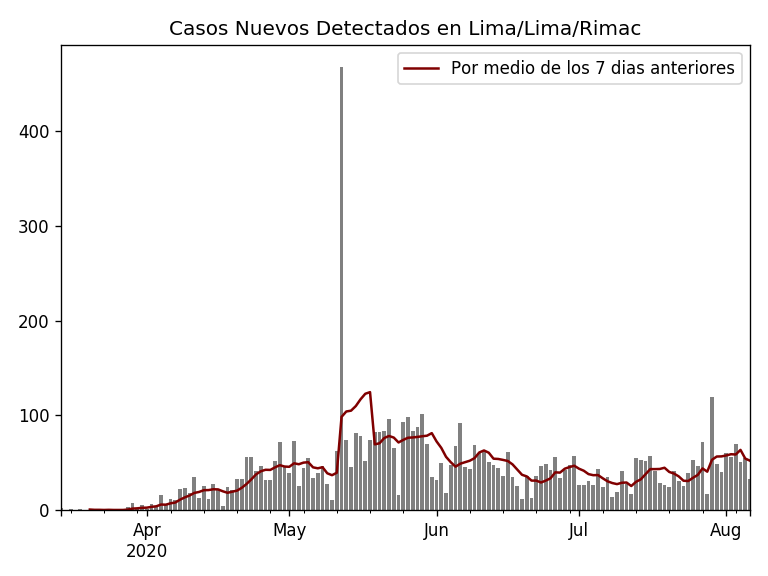 Casos Nuevos Detectados en Lima/Lima/Rimac
Por medio de los 7 dias anteriores
400
300
200
100
0
Apr May Jun Jul Aug
2020